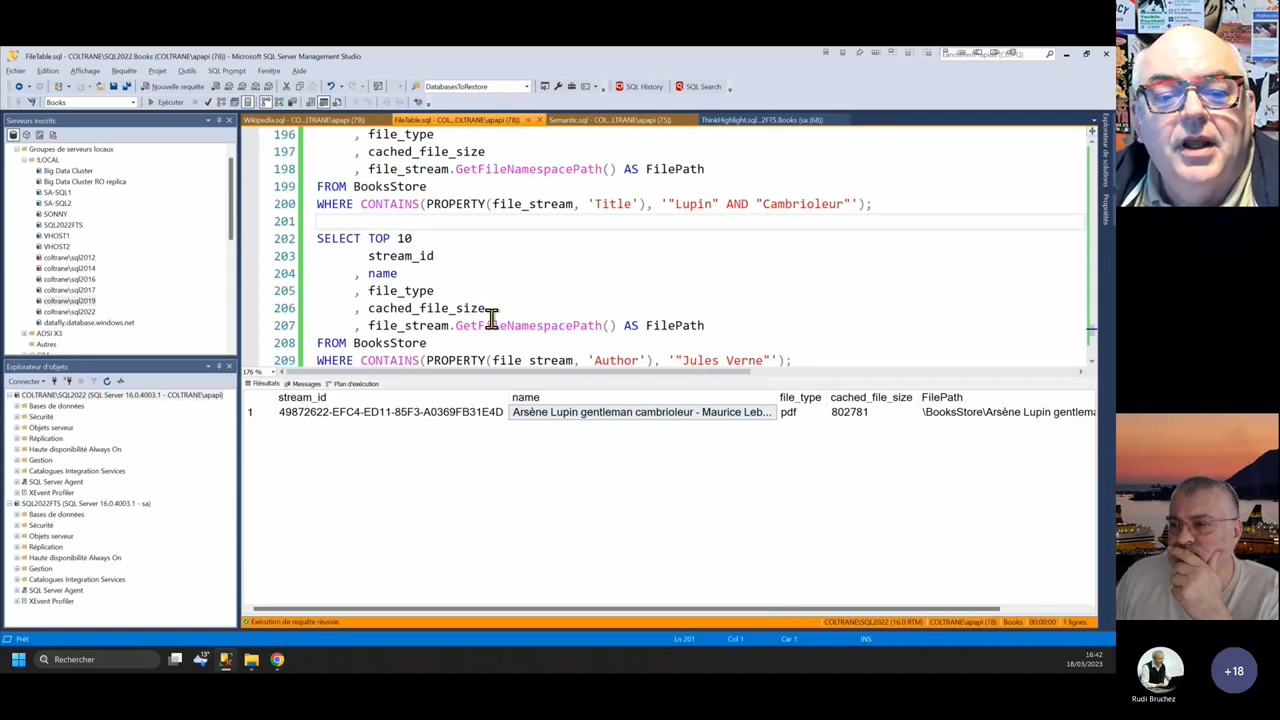 FileTable.sql - COLTRANE\SQL2022.Books (COLTRANE\apapi (78)) - Microsoft SQL Server Management Studio
Fichier Edition Affichage Requête Projet Outils SQL Prompt Fenêtre Aide
Nouvelle requête
DatabasesToRestore
SQL History
SQL Search
Books
Exécuter
Serveurs inscrits
Groupes de serveurs locaux
!LOCAL
Big Data Cluster
Big Data Cluster RO replica
SA-SQL1
SA-SQL2
SONNY
SQL2022FTS
VHOST1
VHOST2
coltrane\sql2012
coltrane\sql2014
coltrane\sql2016
coltrane\sql2017
coltrane\sql2019
coltrane\sql2022
datafly.database.windows.net
ADSI X3
Autres
Explorateur d'objets
Connecter
COLTRANE\SQL2022 (SQL Server 16.0.4003.1 - COLTRANE\apapi)
Bases de données
Sécurité
Objets serveur
Réplication
Haute disponibilité Always On
Gestion
Catalogues Integration Services
SQL Server Agent
XEvent Profiler
SQL2022FTS (SQL Server 16.0.4003.1 - sa)
Bases de données
Sécurité
Objets serveur
Réplication
Haute disponibilité Always On
Gestion
Catalogues Integration Services
SQL Server Agent
XEvent Profiler
Wikipedia.sql - C...LTRANE\apapi (79))
FileTable.sql - COL...OLTRANE\apapi (78))
Semantic.sql - CO...LTRANE\apapi (75))
ThinkHighlight.sql...2FTS.Books (sa (68))
196 , file_type
197 , cached_file_size
198 , file_stream.GetFileNamespacePath() AS FilePath
199 FROM BooksStore
200 WHERE CONTAINS(PROPERTY(file_stream, 'Title'), '"Lupin" AND "Cambrioleur"');
201
202 SELECT TOP 10
203 stream_id
204 , name
205 , file_type
206 , cached_file_size
207 , file_stream.GetFileNamespacePath() AS FilePath
208 FROM BooksStore
209 WHERE CONTAINS(PROPERTY(file_stream, 'Author'), '"Jules Verne"');
176 %
Résultats Messages Plan d'exécution
stream_id name file_type cached_file_size FilePath
1 49872622-EFC4-ED11-85F3-A0369FB31E4D Arsène Lupin gentleman cambrioleur - Maurice Leb... pdf 802781 \BooksStore\Arsène Lupin gentlema
Exécution de requête réussie.
COLTRANE\SQL2022 (16.0 RTM) COLTRANE\apapi (78) Books 00:00:00 1 lignes
Prêt Ln 201 Col 1 Car 1 INS
Explorateur de solutions
Propriétés
13°
Rechercher
16:42
18/03/2023
Rudi Bruchez
+18